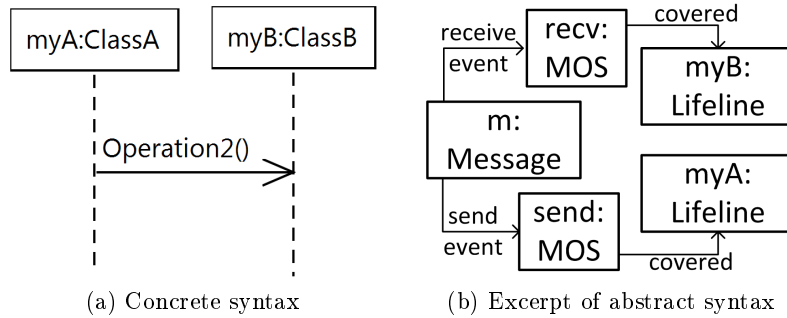 myA:ClassA
myB:ClassB
Operation2()
(a) Concrete syntax
receive
event
recv:
MOS
covered
myB:
Lifeline
m:
Message
myA:
Lifeline
send
event
send:
MOS
covered
(b) Excerpt of abstract syntax